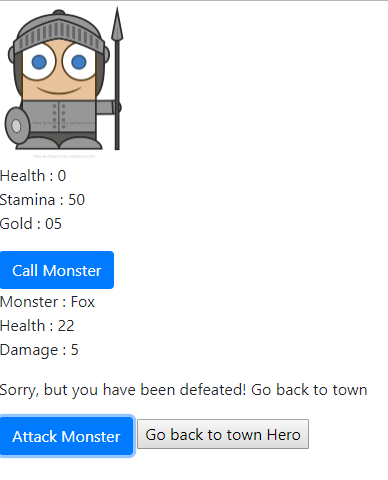 Health : 0
Stamina : 50
Gold : 05
Call Monster
Monster : Fox
Health : 22
Damage : 5
Sorry, but you have been defeated! Go back to town
Attack Monster
Go back to town Hero